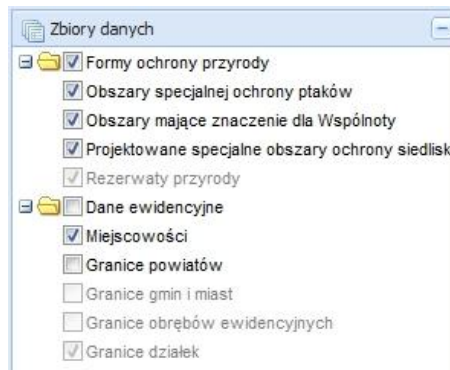 Zbiory danych
Formy ochrony przyrody
Obszary specjalnej ochrony ptaków
Obszary mające znaczenie dla Wspólnoty
Projektowane specjalne obszary ochrony siedlisk
Rezerwaty przyrody
Dane ewidencyjne
Miejscowości
Granice powiatów
Granice gmin i miast
Granice obrębów ewidencyjnych
Granice działek